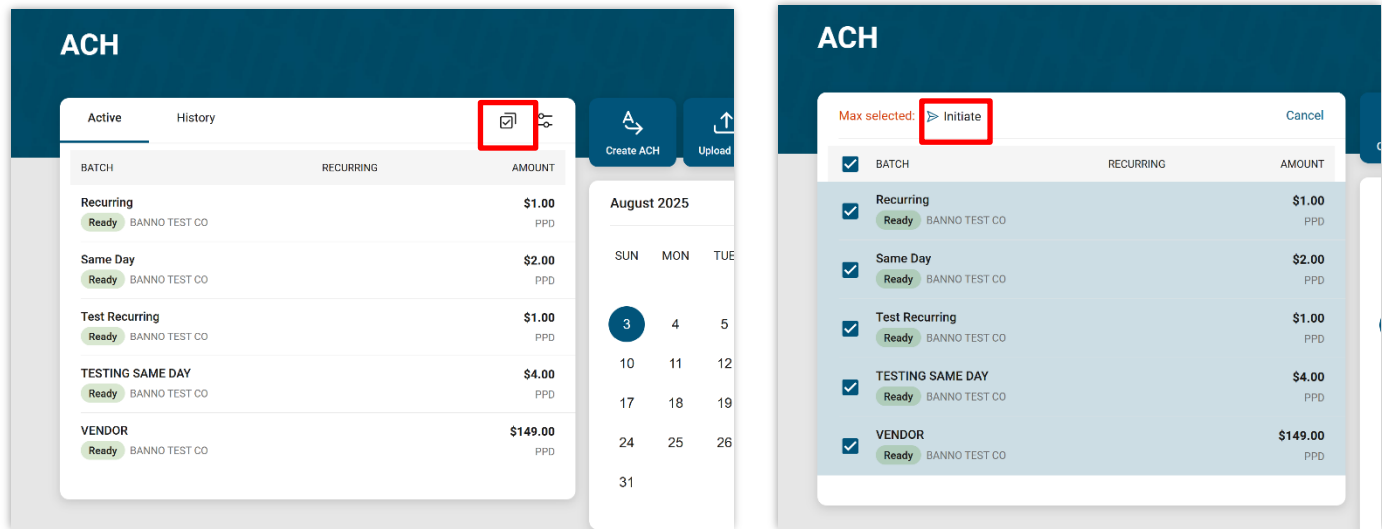 ACH
Active History
Create ACH
Upload
BATCH RECURRING AMOUNT
Recurring $1.00
Ready BANNO TEST CO PPD
Same Day $2.00
Ready BANNO TEST CO PPD
Test Recurring $1.00
Ready BANNO TEST CO PPD
TESTING SAME DAY $4.00
Ready BANNO TEST CO PPD
VENDOR $149.00
Ready BANNO TEST CO PPD
August 2025
SUN MON TUE
3 4 5
10 11 12
17 18 19
24 25 26
31
ACH
Max selected: Initiate Cancel
BATCH RECURRING AMOUNT
Recurring $1.00
Ready BANNO TEST CO PPD
Same Day $2.00
Ready BANNO TEST CO PPD
Test Recurring $1.00
Ready BANNO TEST CO PPD
TESTING SAME DAY $4.00
Ready BANNO TEST CO PPD
VENDOR $149.00
Ready BANNO TEST CO PPD